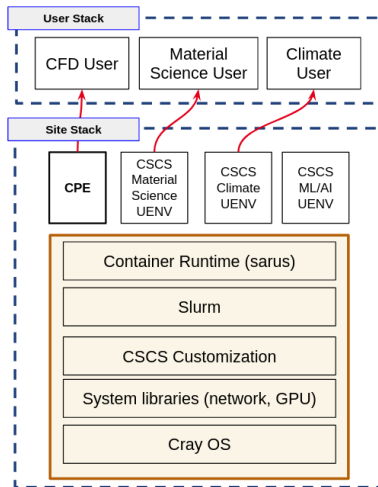 User Stack
CFD User
Material
Science User
Climate
User
Site Stack
CPE
CSCS
Material
Science
UENV
CSCS
Climate
UENV
CSCS
ML/AI
UENV
Container Runtime (sarus)
Slurm
CSCS Customization
System libraries (network, GPU)
Cray OS